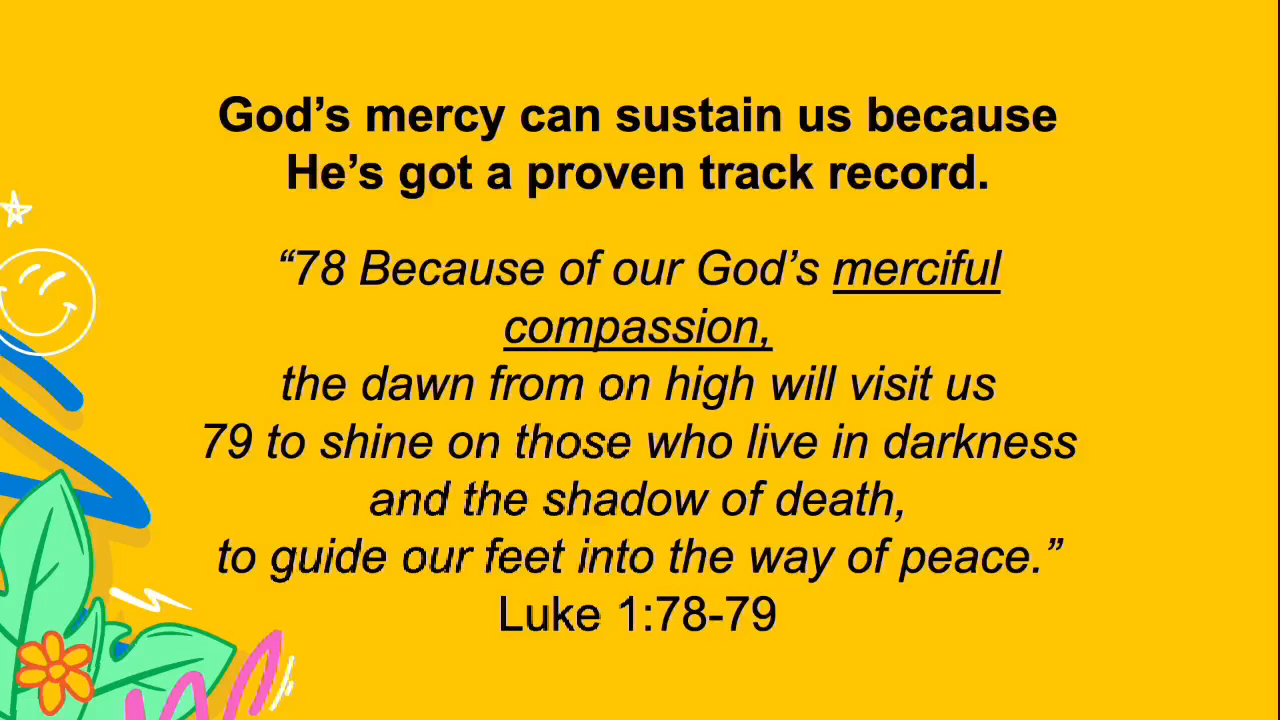 God’s mercy can sustain us because
He’s got a proven track record.
“78 Because of our God’s merciful
compassion,
the dawn from on high will visit us
79 to shine on those who live in darkness
and the shadow of death,
to guide our feet into the way of peace.”
Luke 1:78-79